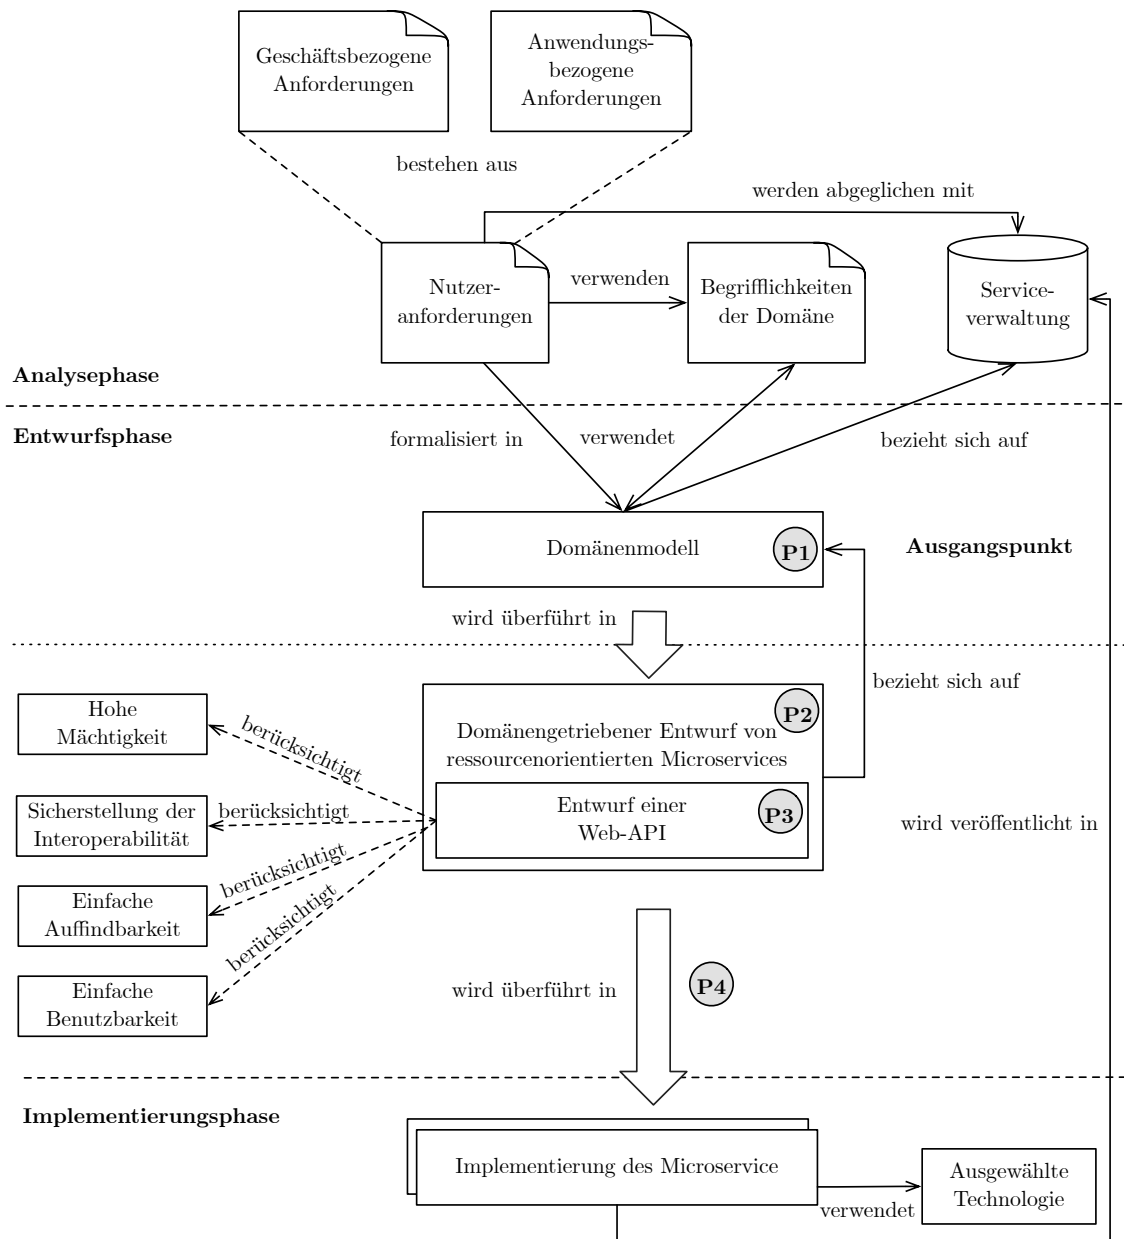 Geschäftsbezogene
Anforderungen
Anwendungs-
bezogene
Anforderungen
bestehen aus
werden abgeglichen mit
Nutzer-
anforderungen
verwenden
Begrifflichkeiten
der Domäne
Service-
verwaltung
Analysephase
Entwurfsphase
formalisiert in
verwendet
bezieht sich auf
Domänenmodell
P1
Ausgangspunkt
wird überführt in
bezieht sich auf
Hohe
Mächtigkeit
berücksichtigt
P2
Domänengetriebener Entwurf von
ressourcenorientierten Microservices
Sicherstellung der
Interoperabilität
berücksichtigt
Entwurf einer
Web-API
P3
wird veröffentlicht in
Einfache
Auffindbarkeit
berücksichtigt
Einfache
Benutzbarkeit
berücksichtigt
wird überführt in
P4
Implementierungsphase
Implementierung des Microservice
verwendet
Ausgewählte
Technologie